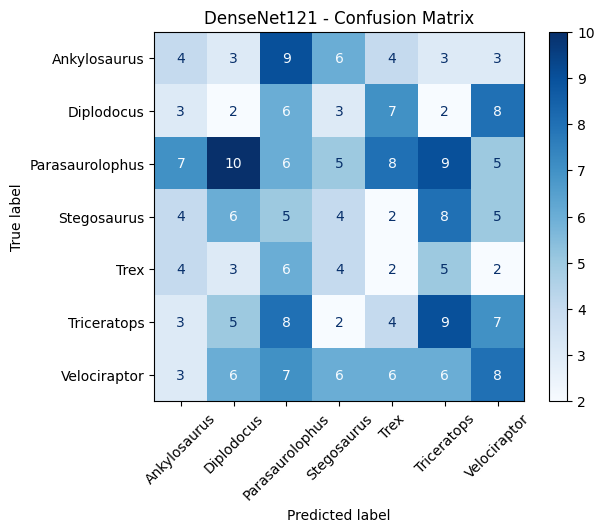 DenseNet121 - Confusion Matrix
Ankylosaurus 4 3 9 6 4 3 3
Diplodocus 3 2 6 3 7 2 8
Parasaurolophus 7 10 6 5 8 9 5
Stegosaurus 4 6 5 4 2 8 5
Trex 4 3 6 4 2 5 2
Triceratops 3 5 8 2 4 9 7
Velociraptor 3 6 7 6 6 6 8
Ankylosaurus Diplodocus Parasaurolophus Stegosaurus Trex Triceratops Velociraptor
True label
Predicted label
10
9
8
7
6
5
4
3
2